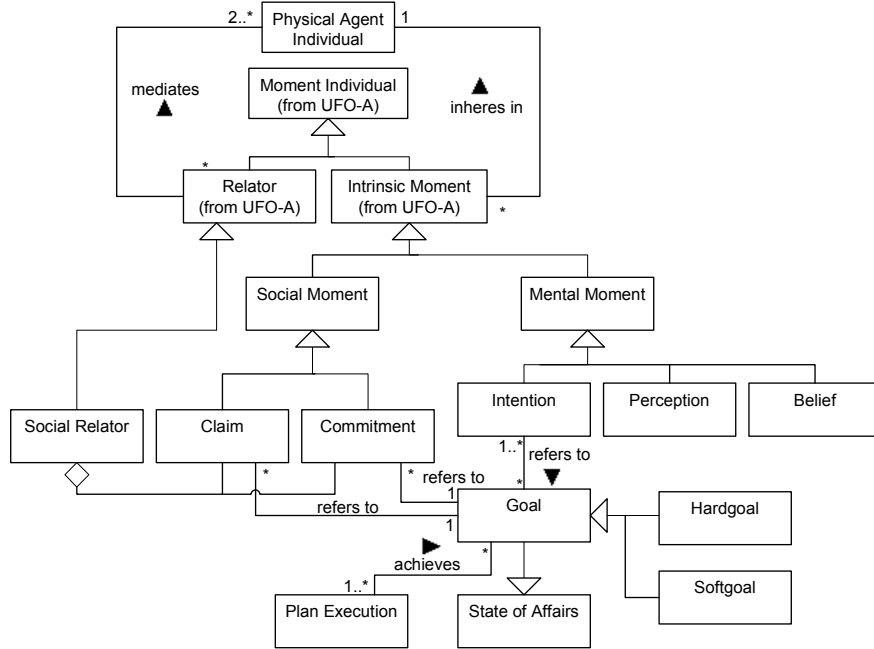 2..*
Physical Agent
Individual
1
mediates
Moment Individual
(from UFO-A)
inheres in
*
Relator
(from UFO-A)
Intrinsic Moment
(from UFO-A)
*
Social Moment
Mental Moment
Social Relator
Claim
Commitment
Intention
Perception
Belief
*
*
1..*
refers to
refers to
*
1
Goal
Hardgoal
refers to
1
*
achieves
1..*
Softgoal
Plan Execution
State of Affairs